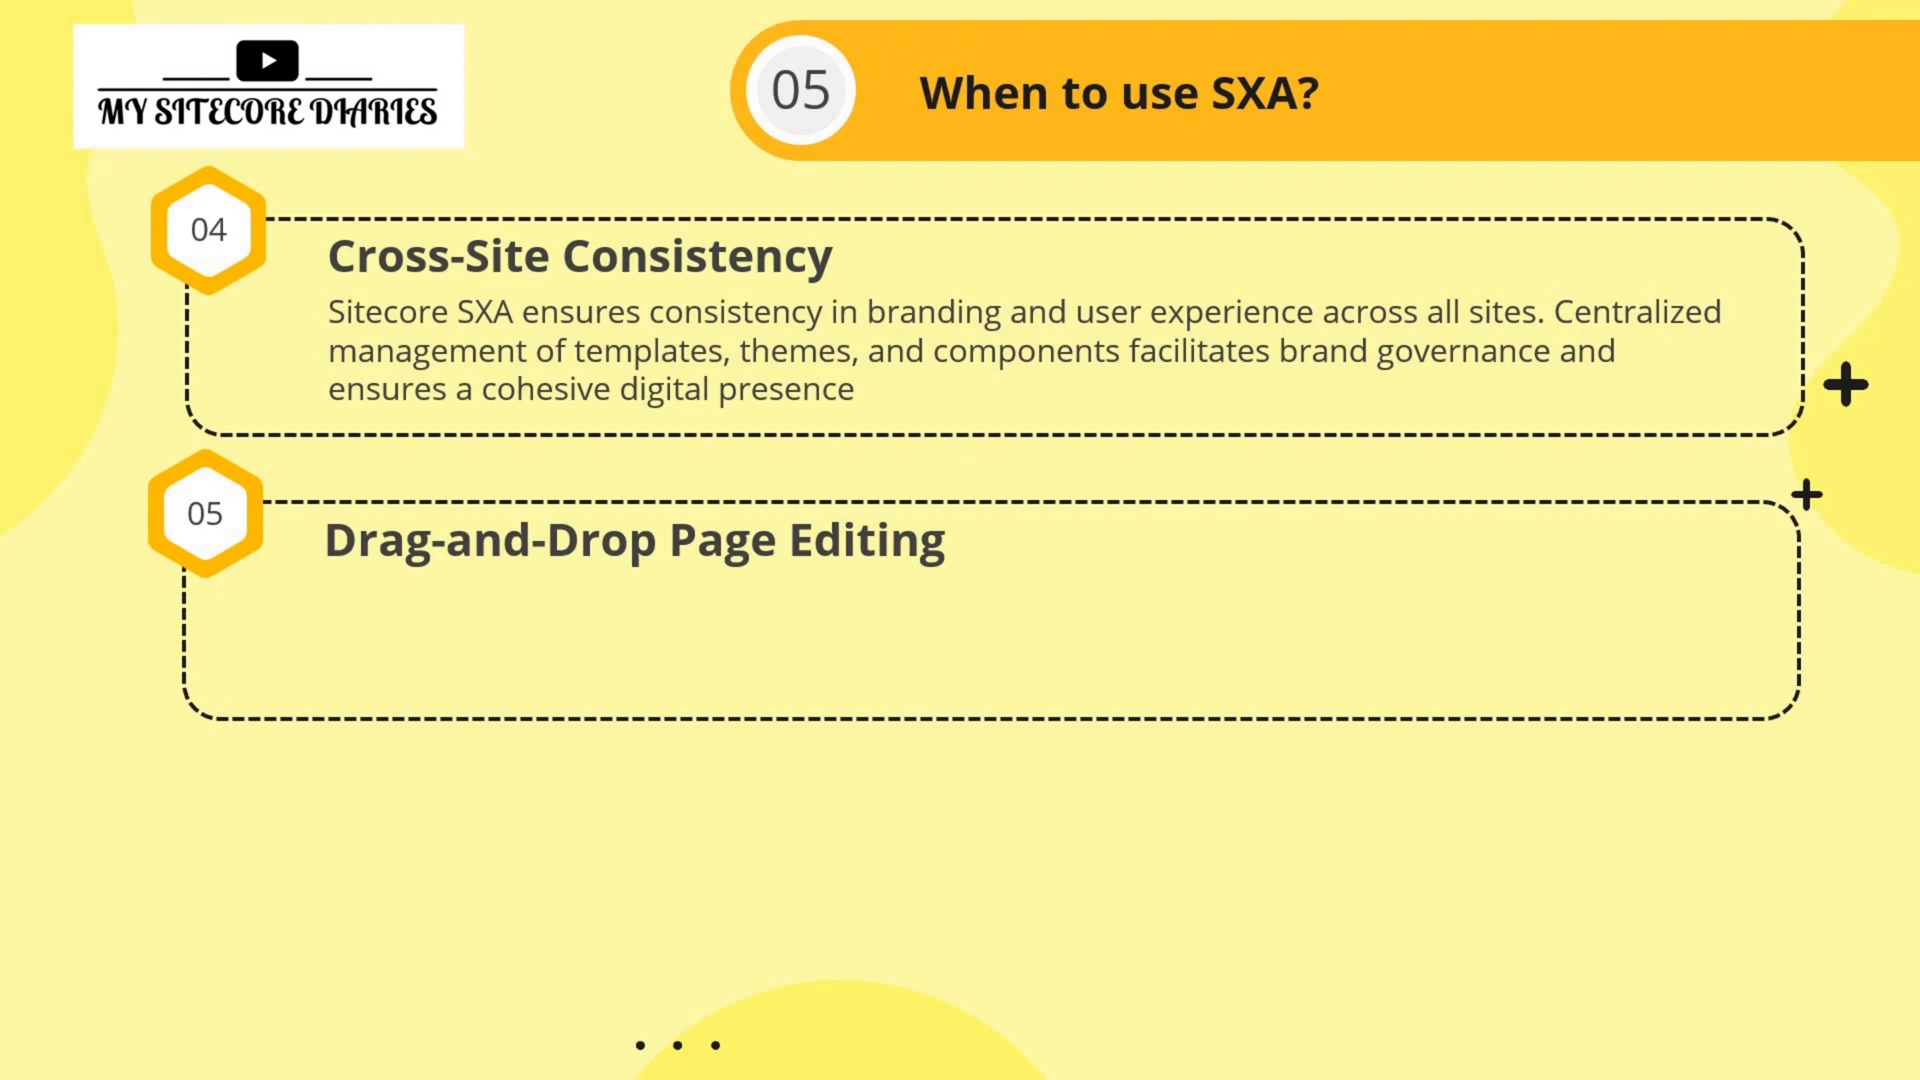 MY SITECORE DIARIES
05
When to use SXA?
04
Cross-Site Consistency
Sitecore SXA ensures consistency in branding and user experience across all sites. Centralized
management of templates, themes, and components facilitates brand governance and
ensures a cohesive digital presence
05
Drag-and-Drop Page Editing